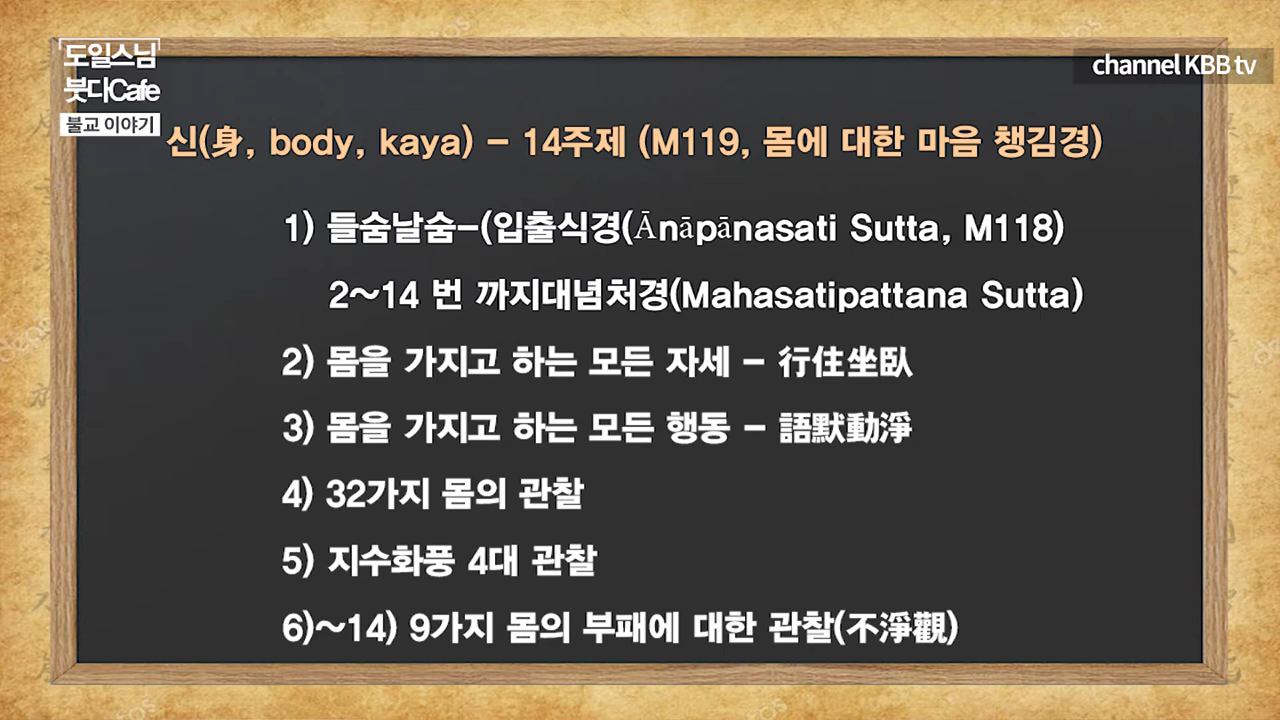 도일스님
붓다Cafe
불교 이야기
channel KBB tv
신(身, body, kaya) - 14주제 (M119, 몸에 대한 마음 챙김경)
1) 들숨날숨-(입출식경(Ānāpānasati Sutta, M118)
2~14 번 까지대념처경(Mahasatipattana Sutta)
2) 몸을 가지고 하는 모든 자세 - 行住坐臥
3) 몸을 가지고 하는 모든 행동 - 語默動淨
4) 32가지 몸의 관찰
5) 지수화풍 4대 관찰
6)~14) 9가지 몸의 부패에 대한 관찰(不淨觀)